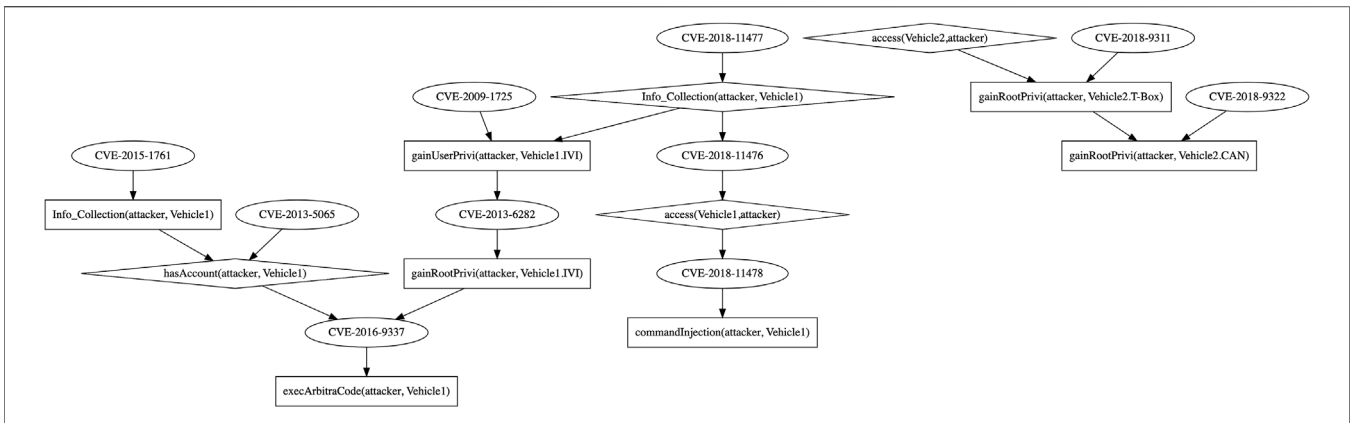 CVE-2018-11477
access(Vehicle2,attacker)
CVE-2018-9311
CVE-2009-1725
Info_Collection(attacker, Vehicle1)
gainRootPrivi(attacker, Vehicle2.T-Box)
CVE-2018-9322
CVE-2015-1761
gainUserPrivi(attacker, Vehicle1.IVI)
CVE-2018-11476
gainRootPrivi(attacker, Vehicle2.CAN)
Info_Collection(attacker, Vehicle1)
CVE-2013-5065
CVE-2013-6282
access(Vehicle1,attacker)
hasAccount(attacker, Vehicle1)
gainRootPrivi(attacker, Vehicle1.IVI)
CVE-2018-11478
CVE-2016-9337
commandInjection(attacker, Vehicle1)
execArbitraCode(attacker, Vehicle1)